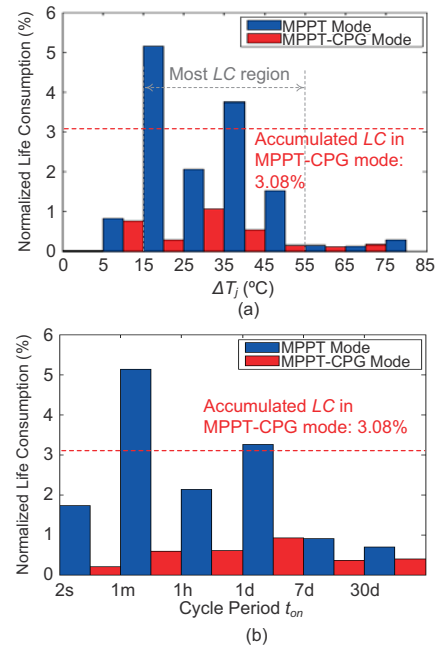 6
5
4
3
2
1
0
Normalized Life Consumption (%)
MPPT Mode
MPPT-CPG Mode
Most LC region
Accumulated LC in
MPPT-CPG mode:
3.08%
0 5 15 25 35 45 55 65 75 85
ΔTj (ºC)
(a)
6
5
4
3
2
1
0
Normalized Life Consumption (%)
MPPT Mode
MPPT-CPG Mode
Accumulated LC in
MPPT-CPG mode: 3.08%
2s 1m 1h 1d 7d 30d
Cycle Period ton
(b)